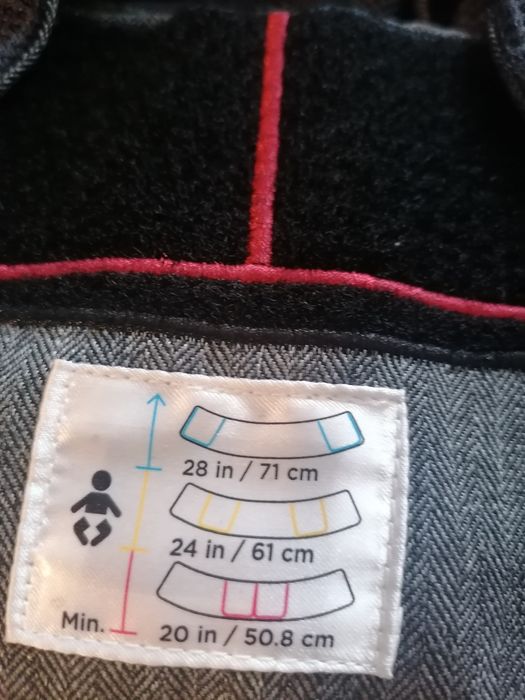 28 in / 71 cm
24 in / 61 cm
Min.
20 in / 50.8 cm